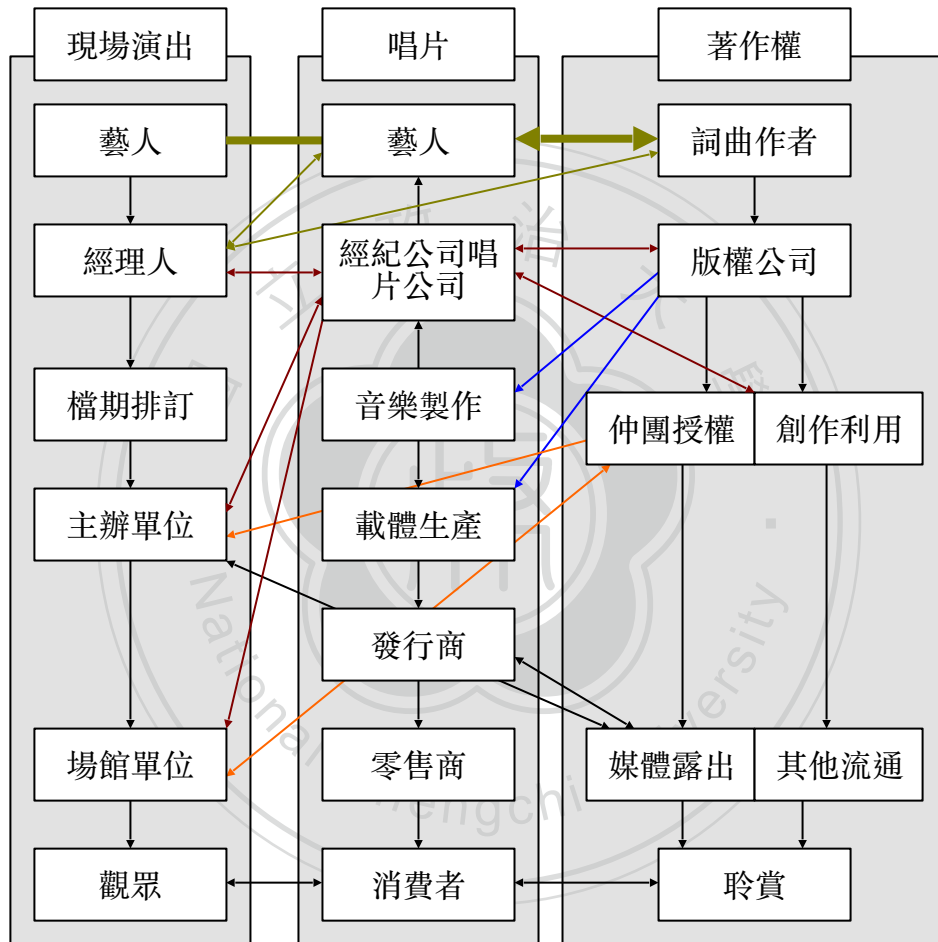 現場演出
藝人
經理人
檔期排訂
主辦單位
場館單位
觀眾
唱片
藝人
經紀公司唱
片公司
音樂製作
載體生產
發行商
零售商
消費者
著作權
詞曲作者
版權公司
仲團授權
創作利用
媒體露出
其他流通
聆賞